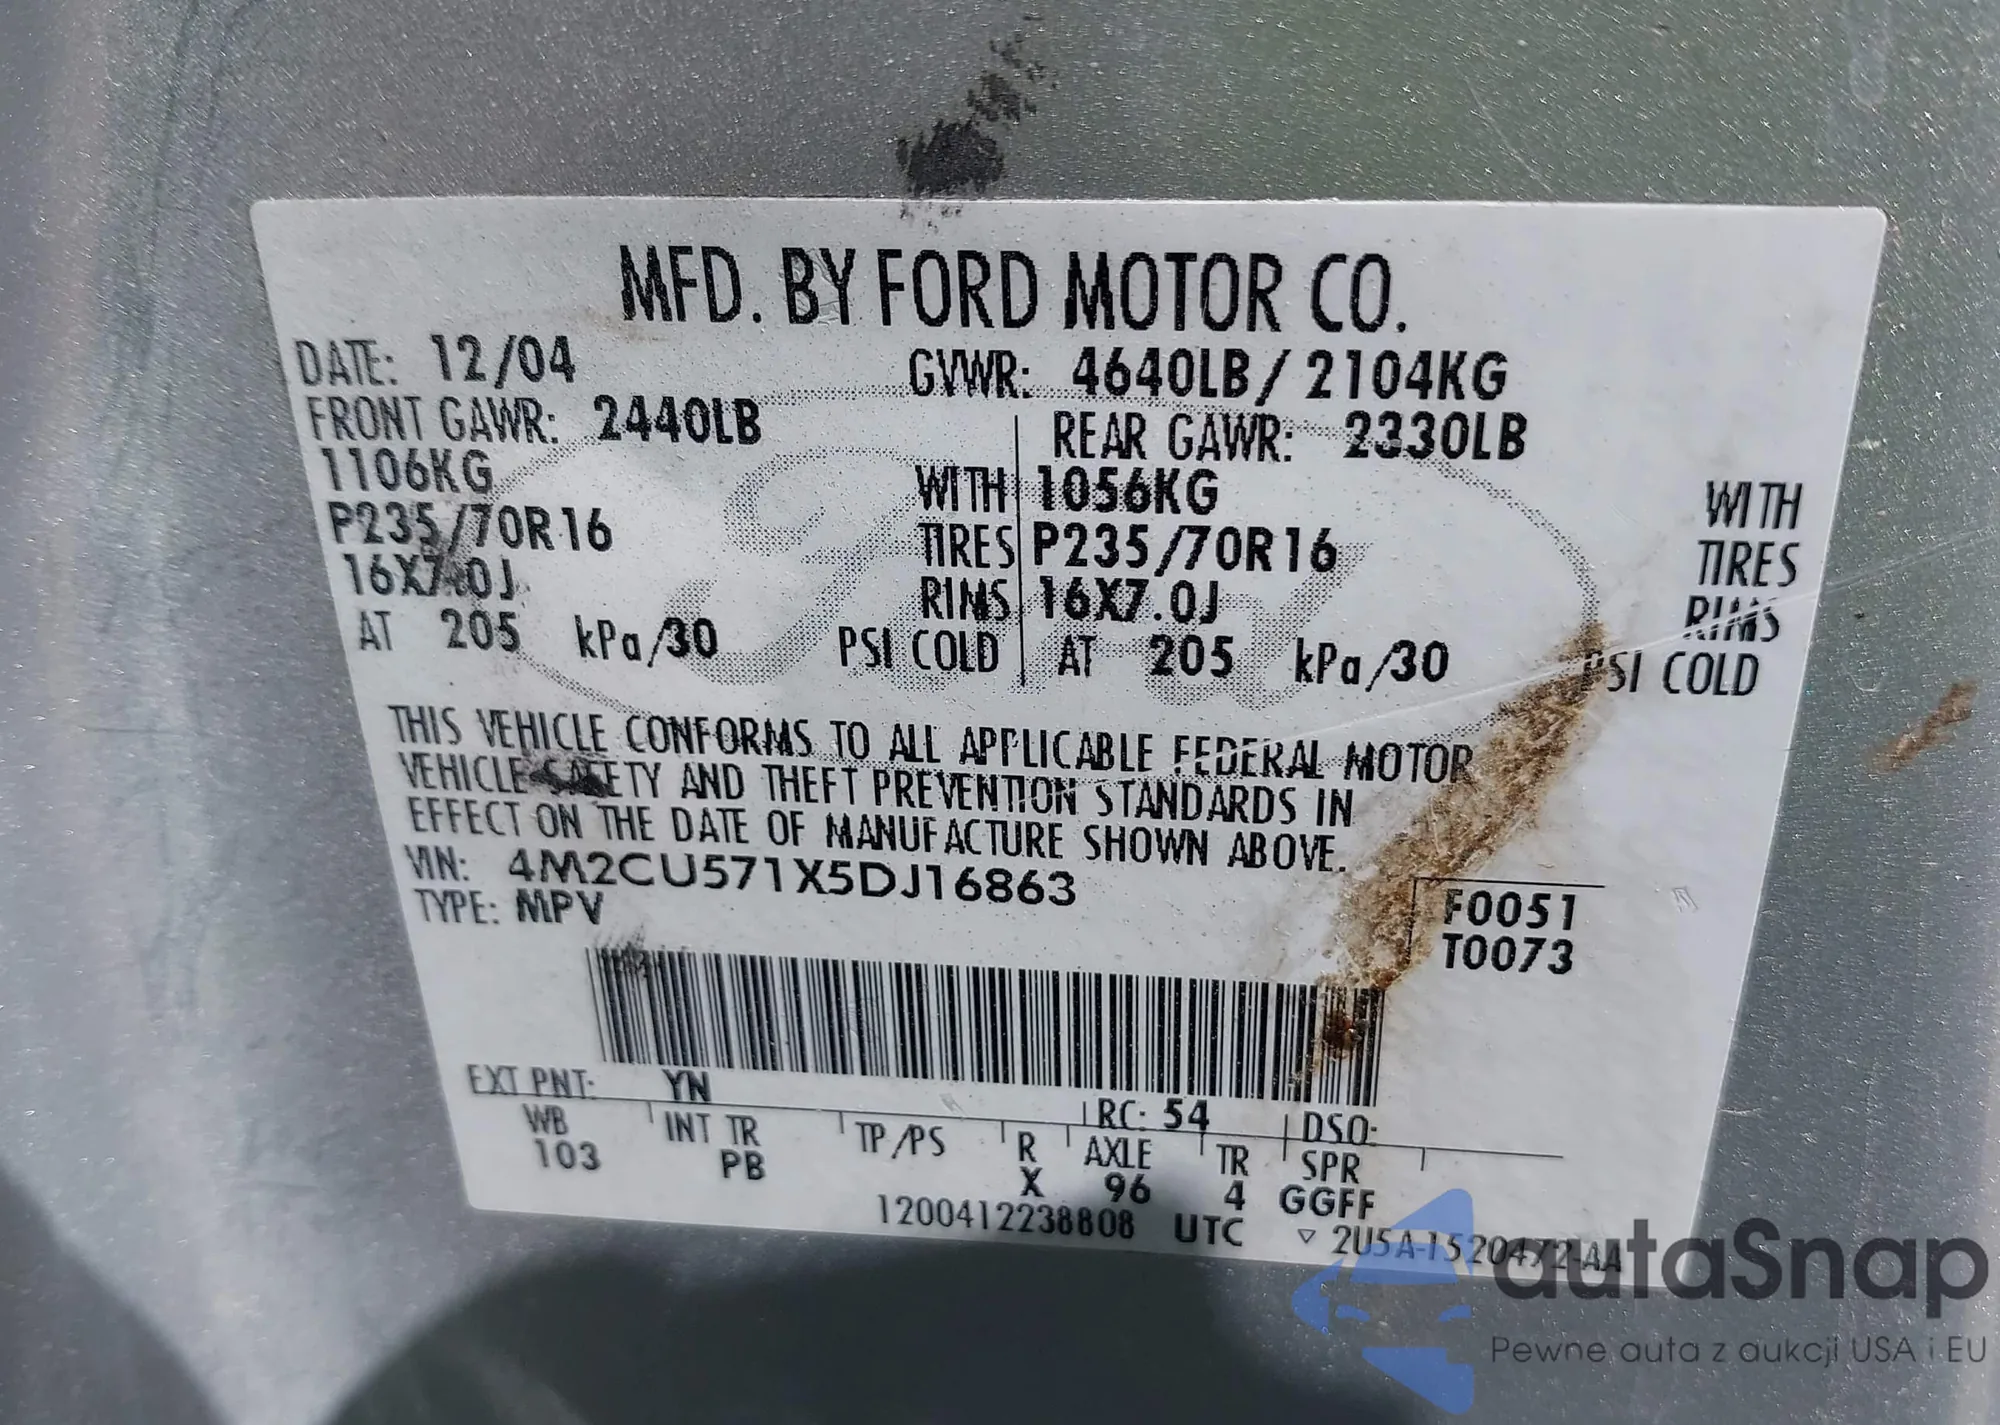 MFD. BY FORD MOTOR CO.
DATE: 12/04 GVWR: 4640LB/2104KG
FRONT GAWR: 2440LB REAR GAWR: 2330LB
1106KG WITH 1056KG WITH
P235/70R16 TIRES P235/70R16 TIRES
16X7.0J RIMS 16X7.0J RIMS
AT 205 kPa/30 PSI COLD AT 205 kPa/30 PSI COLD
THIS VEHICLE CONFORMS TO ALL APPLICABLE FEDERAL MOTOR
VEHICLE SAFETY AND THEFT PREVENTION STANDARDS IN
EFFECT ON THE DATE OF MANUFACTURE SHOWN ABOVE.
VIN: 4M2CU571X5DJ16863
TYPE: MPV
F0051
T0073
EXT PNT: YN RC: 54 DSO:
WB INT TR TP/PS R AXLE TR SPR
103 PB X 96 4 GGFF
1200412238808 UTC ▽ 2U5A-1520472-AA
autaSnap
Pewne auta z aukcji USA i EU